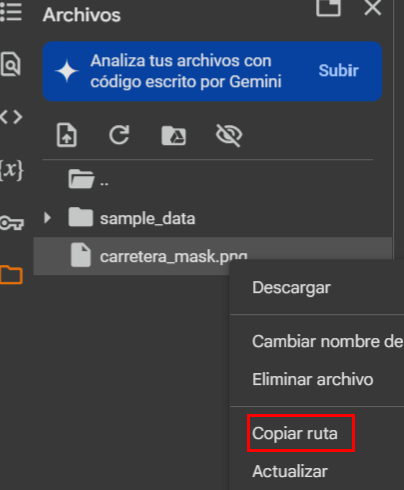 Archivos
Analiza tus archivos con
código escrito por Gemini
Subir
{x}
..
sample_data
carretera_mask.png
Descargar
Cambiar nombre de
Eliminar archivo
Copiar ruta
Actualizar